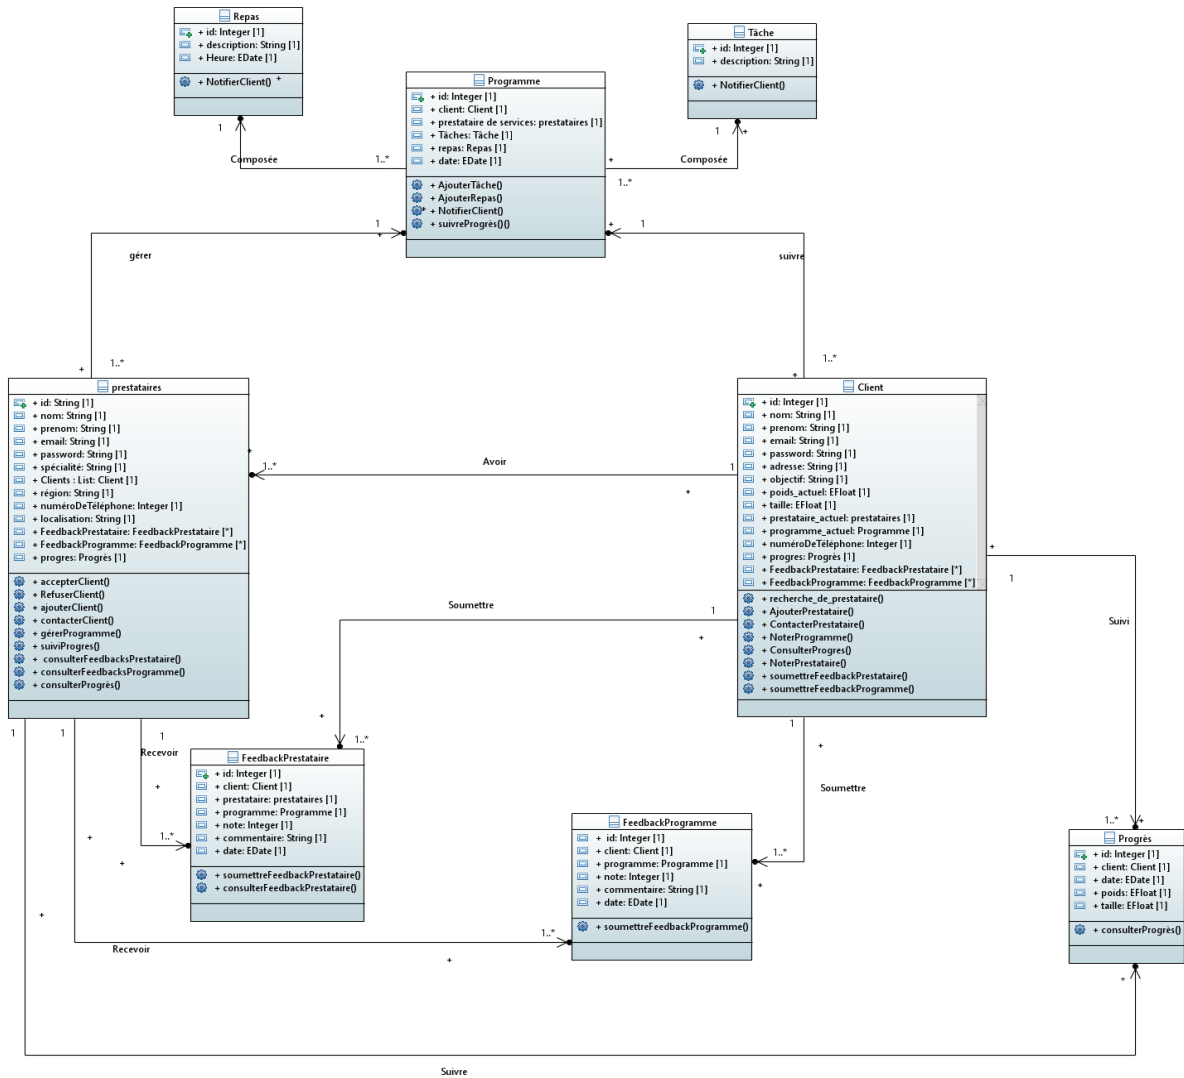 Repas
+ id: Integer [1]
+ description: String [1]
+ Heure: EDate [1]
+ NotifierClient()
+
Tâche
+ id: Integer [1]
+ description: String [1]
+ NotifierClient()
Programme
+ id: Integer [1]
+ client: Client [1]
+ prestataire de services: prestataires [1]
+ Tâches: Tâche [1]
+ repas: Repas [1]
+ date: EDate [1]
+ AjouterTâche()
+ AjouterRepas()
+ NotifierClient()
+ suivreProgrès()()
1
Composée
1..*
1
+
+
Composée
1..*
1
+
gérer
1..*
+
+
1
suivre
1..*
+
prestataires
+ id: String [1]
+ nom: String [1]
+ prenom: String [1]
+ email: String [1]
+ password: String [1]
+ spécialité: String [1]
+ Clients : List: Client [1]
+ région: String [1]
+ numéroDeTéléphone: Integer [1]
+ localisation: String [1]
+ FeedbackPrestataire: FeedbackPrestataire [*]
+ FeedbackProgramme: FeedbackProgramme [*]
+ progres: Progrès [1]
+ accepterClient()
+ RefuserClient()
+ ajouterClient()
+ contacterClient()
+ gérerProgramme()
+ suiviProgres()
+ consulterFeedbacksPrestataire()
+ consulterFeedbacksProgramme()
+ consulterProgrès()
Client
+ id: Integer [1]
+ nom: String [1]
+ prenom: String [1]
+ email: String [1]
+ password: String [1]
+ adresse: String [1]
+ objectif: String [1]
+ poids_actuel: EFloat [1]
+ taille: EFloat [1]
+ prestataire_actuel: prestataires [1]
+ programme_actuel: Programme [1]
+ numéroDeTéléphone: Integer [1]
+ progres: Progrès [1]
+ FeedbackPrestataire: FeedbackPrestataire [*]
+ FeedbackProgramme: FeedbackProgramme [*]
+ recherche_de_prestataire()
+ AjouterPrestataire()
+ ContacterPrestataire()
+ NoterProgramme()
+ ConsulterProgres()
+ NoterPrestataire()
+ soumettreFeedbackPrestataire()
+ soumettreFeedbackProgramme()
+
1..*
Avoir
1
+
Soumettre
1
+
+
1..*
+
1
Suivi
1..*
+
1
+
Soumettre
1..*
+
1
1
1
Recevoir
+
1..*
+
+
+
Recevoir
1..*
+
FeedbackPrestataire
+ id: Integer [1]
+ client: Client [1]
+ prestataire: prestataires [1]
+ programme: Programme [1]
+ note: Integer [1]
+ commentaire: String [1]
+ date: EDate [1]
+ soumettreFeedbackPrestataire()
+ consulterFeedbackPrestataire()
FeedbackProgramme
+ id: Integer [1]
+ client: Client [1]
+ programme: Programme [1]
+ note: Integer [1]
+ commentaire: String [1]
+ date: EDate [1]
+ soumettreFeedbackProgramme()
Progrès
+ id: Integer [1]
+ client: Client [1]
+ date: EDate [1]
+ poids: EFloat [1]
+ taille: EFloat [1]
+ consulterProgrès()
*
Suivre